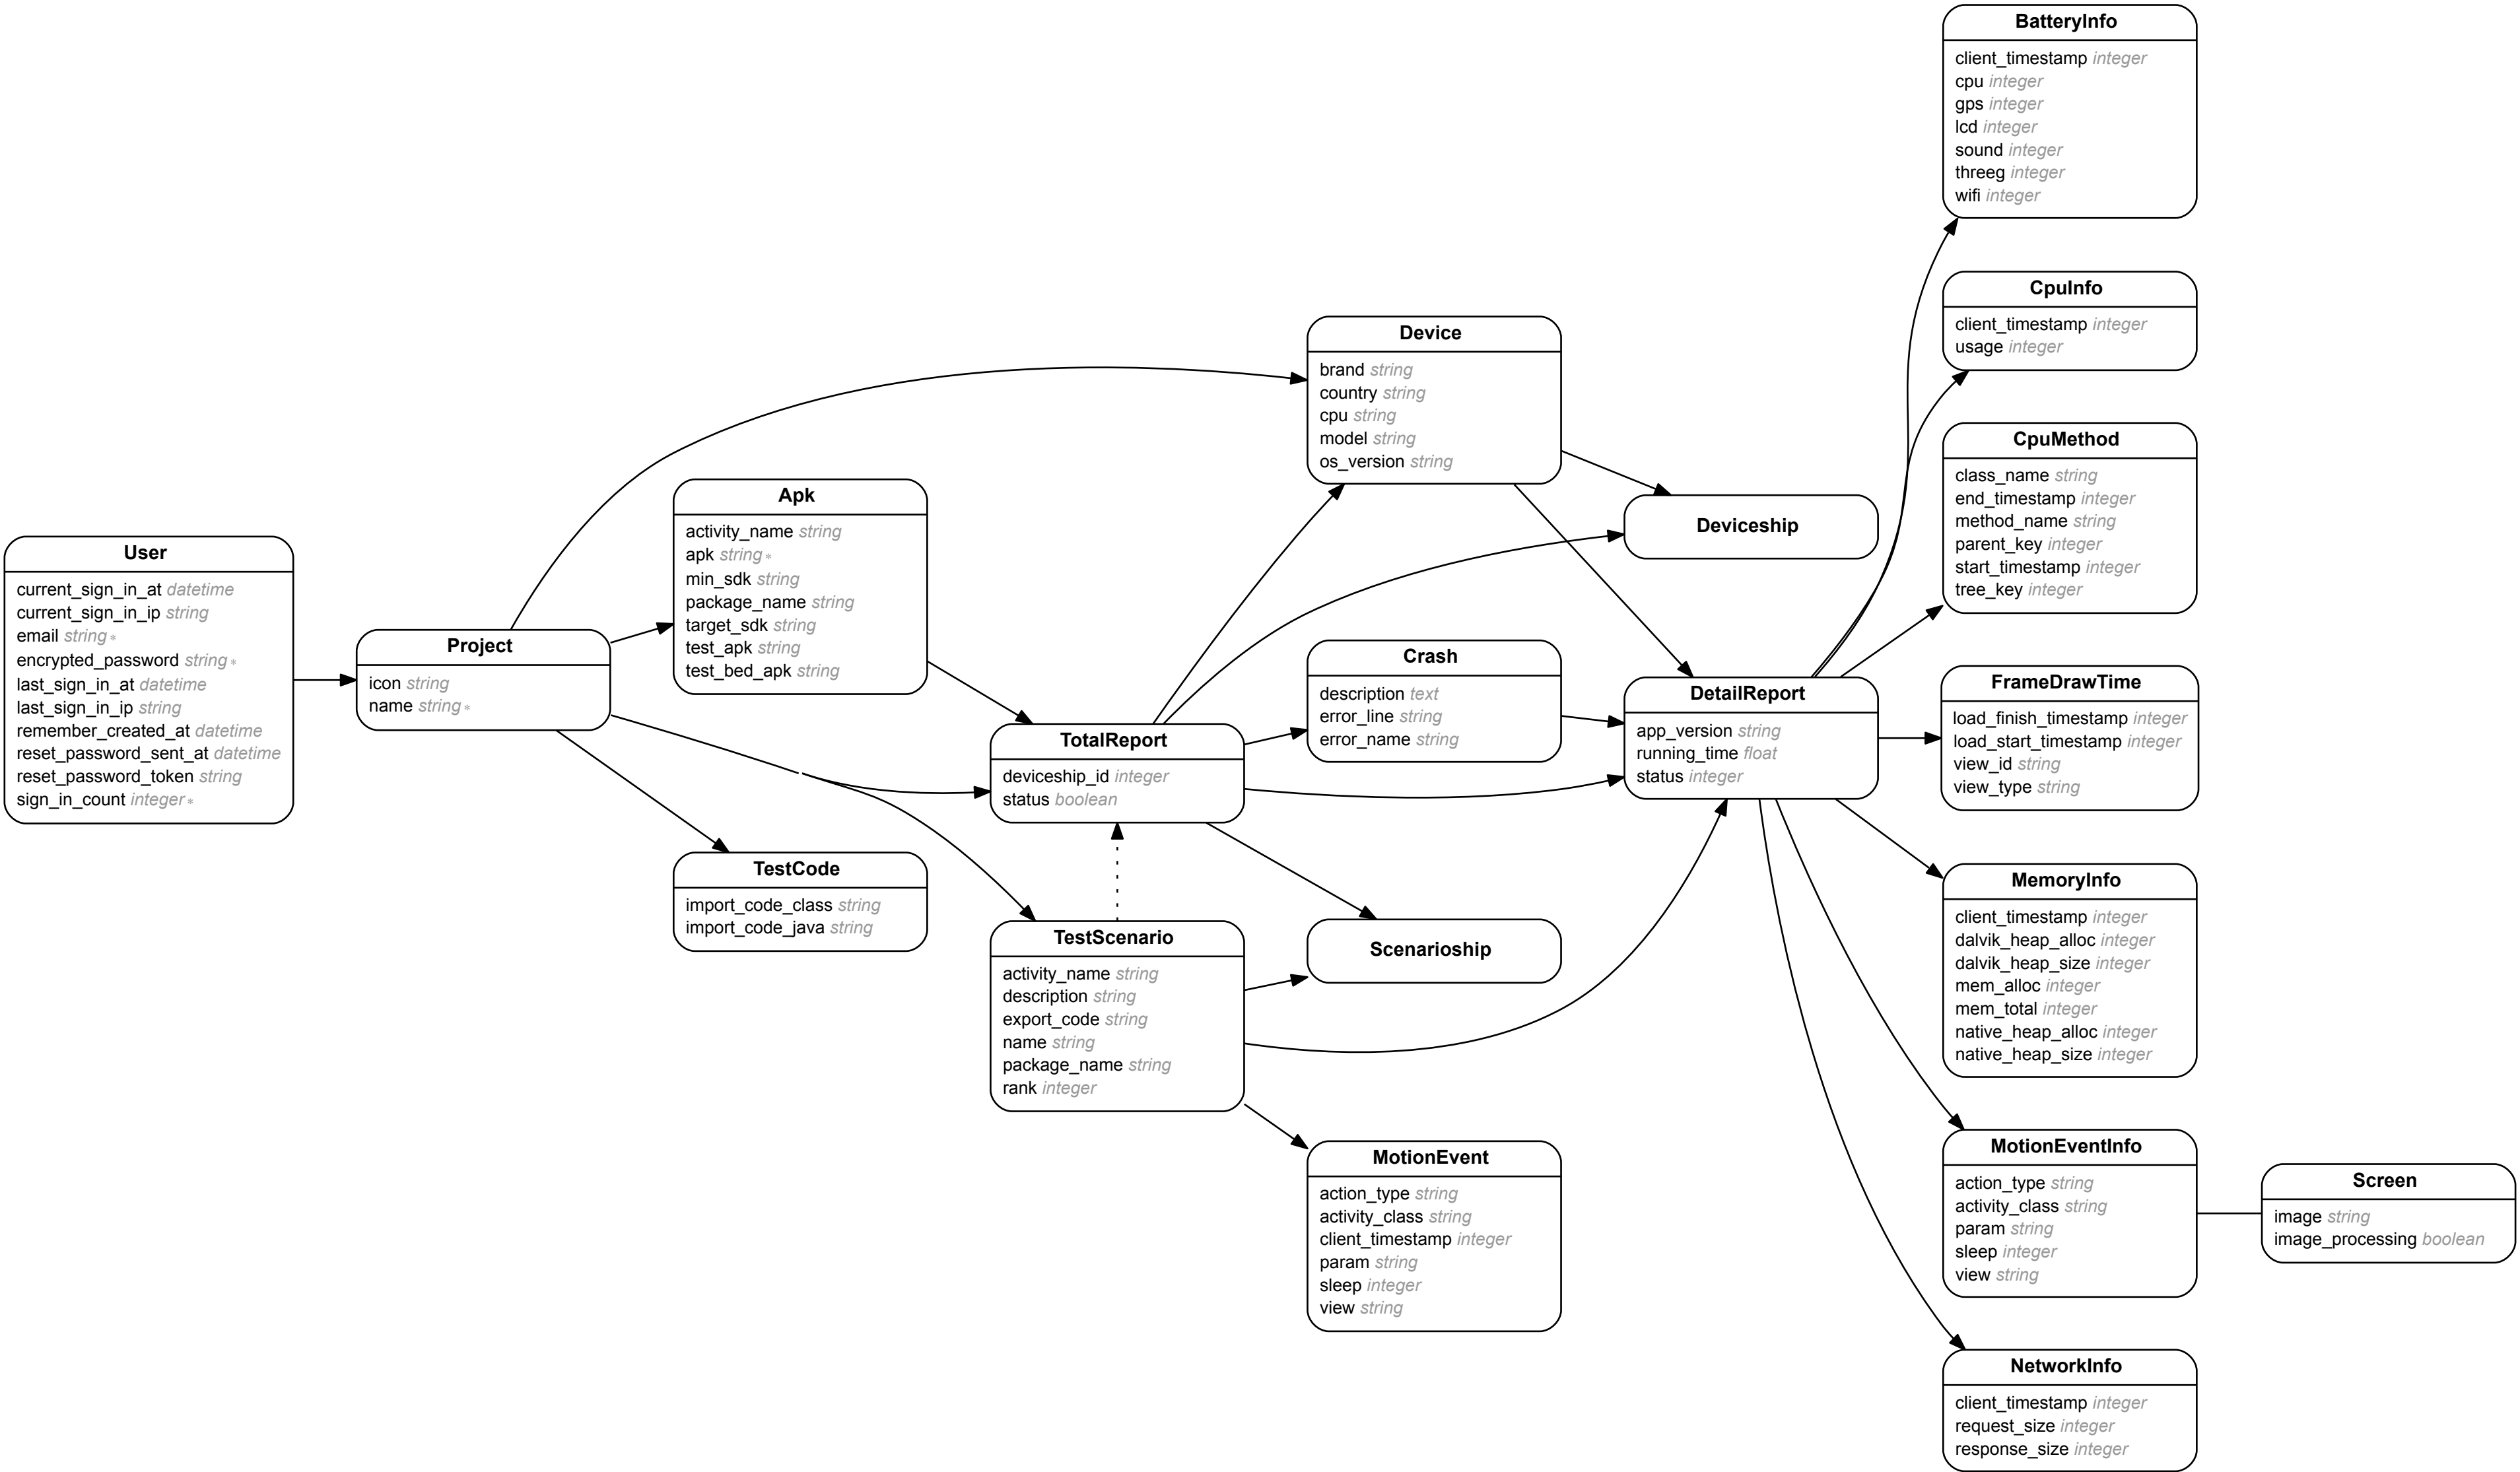 User
current_sign_in_at datetime
current_sign_in_ip string
email string *
encrypted_password string *
last_sign_in_at datetime
last_sign_in_ip string
remember_created_at datetime
reset_password_sent_at datetime
reset_password_token string
sign_in_count integer *
Project
icon string
name string *
Apk
activity_name string
apk string *
min_sdk string
package_name string
target_sdk string
test_apk string
test_bed_apk string
TestCode
import_code_class string
import_code_java string
TotalReport
deviceship_id integer
status boolean
TestScenario
activity_name string
description string
export_code string
name string
package_name string
rank integer
Device
brand string
country string
cpu string
model string
os_version string
Crash
description text
error_line string
error_name string
Scenarioship
MotionEvent
action_type string
activity_class string
client_timestamp integer
param string
sleep integer
view string
Deviceship
DetailReport
app_version string
running_time float
status integer
BatteryInfo
client_timestamp integer
cpu integer
gps integer
lcd integer
sound integer
threeg integer
wifi integer
CpuInfo
client_timestamp integer
usage integer
CpuMethod
class_name string
end_timestamp integer
method_name string
parent_key integer
start_timestamp integer
tree_key integer
FrameDrawTime
load_finish_timestamp integer
load_start_timestamp integer
view_id string
view_type string
MemoryInfo
client_timestamp integer
dalvik_heap_alloc integer
dalvik_heap_size integer
mem_alloc integer
mem_total integer
native_heap_alloc integer
native_heap_size integer
MotionEventInfo
action_type string
activity_class string
param string
sleep integer
view string
NetworkInfo
client_timestamp integer
request_size integer
response_size integer
Screen
image string
image_processing boolean